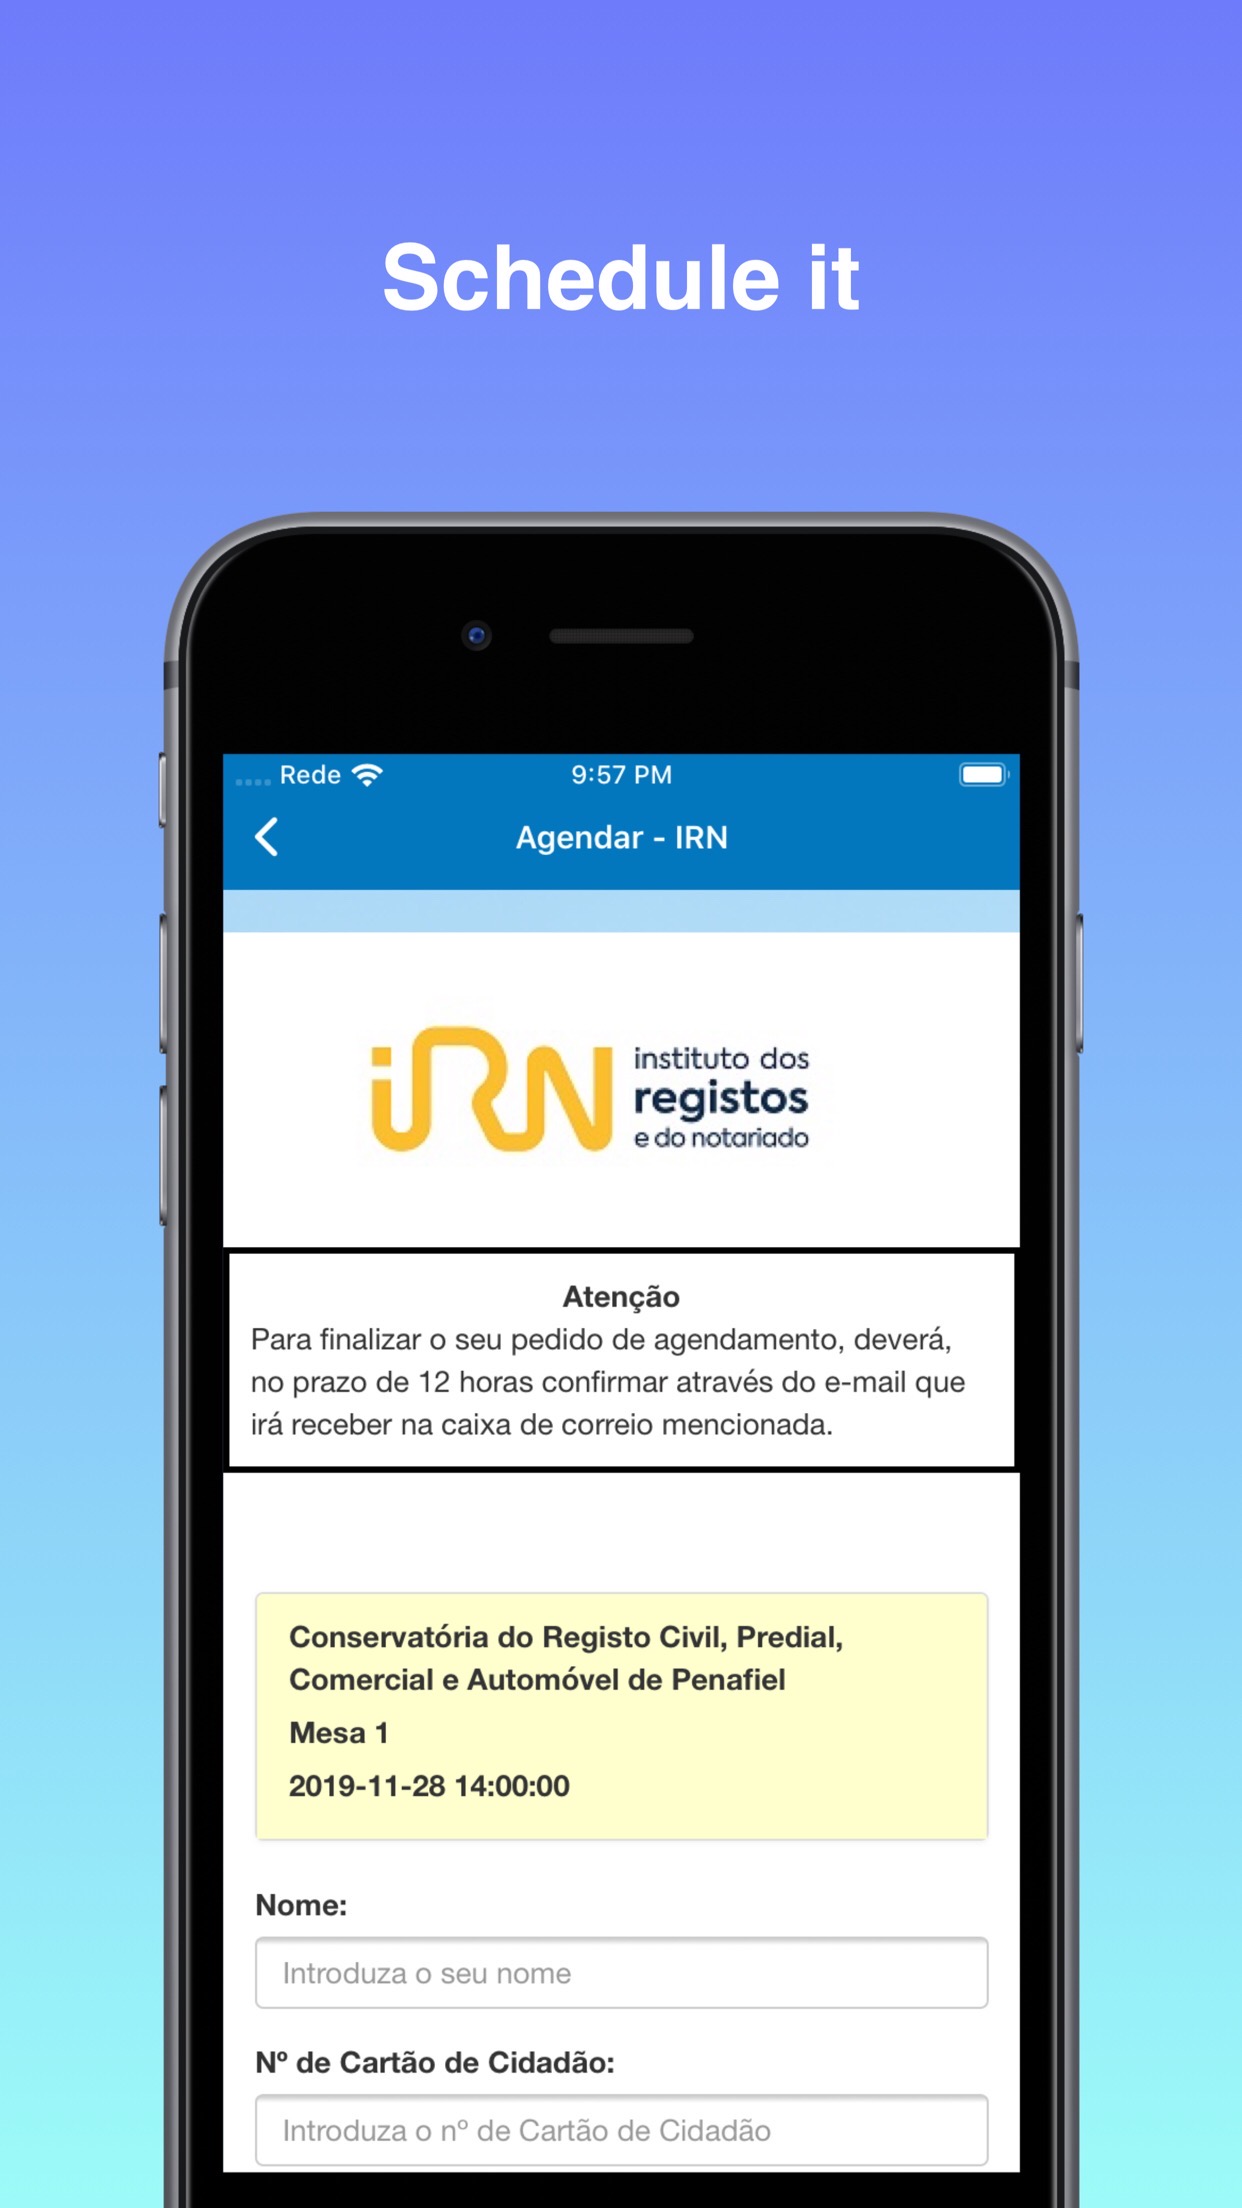 Schedule it
Rede
9:57 PM
Agendar - IRN
iRN
instituto dos
registos
e do notariado
Atenção
Para finalizar o seu pedido de agendamento, deverá,
no prazo de 12 horas confirmar através do e-mail que
irá receber na caixa de correio mencionada.
Conservatória do Registo Civil, Predial,
Comercial e Automóvel de Penafiel
Mesa 1
2019-11-28 14:00:00
Nome:
Introduza o seu nome
Nº de Cartão de Cidadão:
Introduza o nº de Cartão de Cidadão